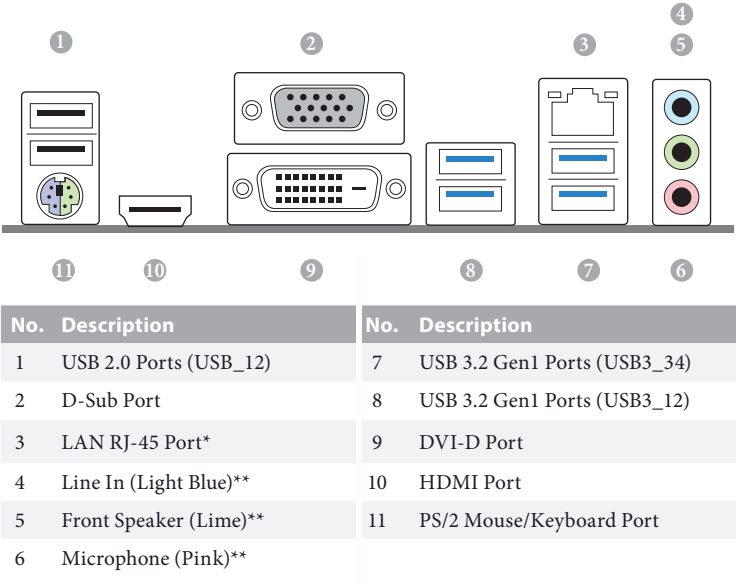 4
1 2 3 5
11 10 9 8 7 6
No. Description No. Description
1 USB 2.0 Ports (USB_12) 7 USB 3.2 Gen1 Ports (USB3_34)
2 D-Sub Port 8 USB 3.2 Gen1 Ports (USB3_12)
3 LAN RJ-45 Port* 9 DVI-D Port
4 Line In (Light Blue)** 10 HDMI Port
5 Front Speaker (Lime)** 11 PS/2 Mouse/Keyboard Port
6 Microphone (Pink)**